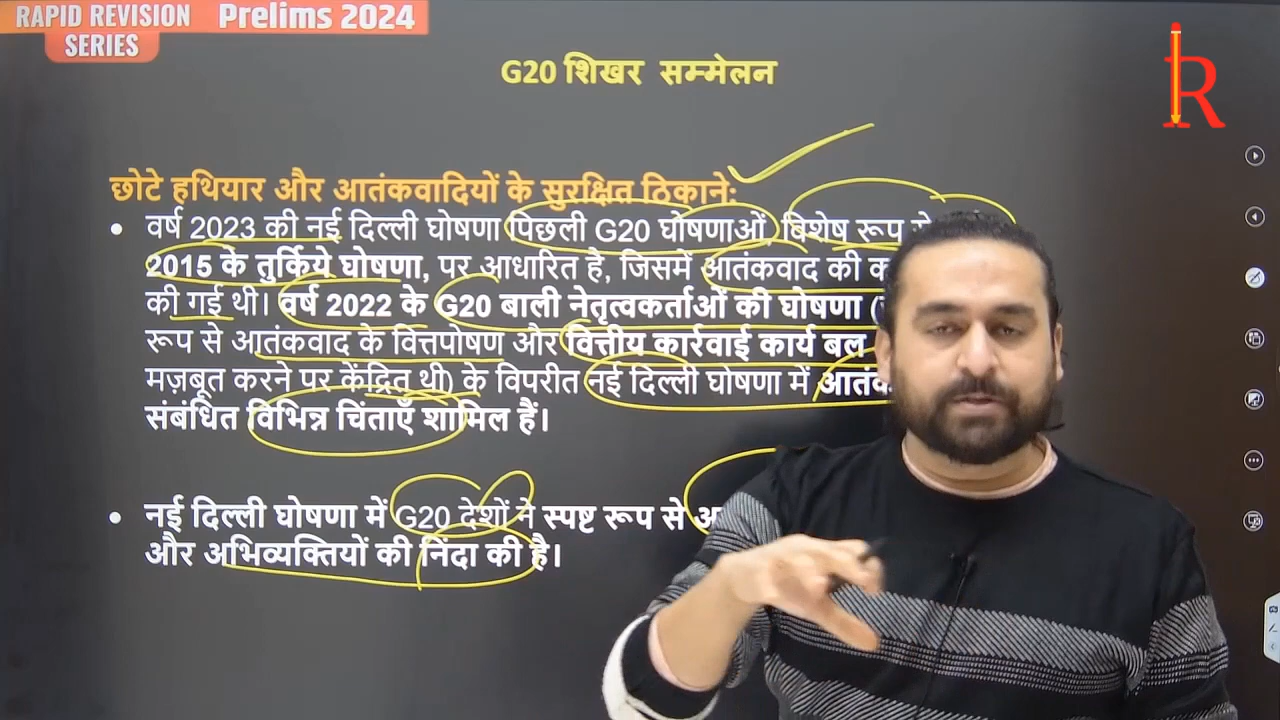 RAPID REVISION
SERIES
Prelims 2024
R
G20 शिखर सम्मेलन
छोटे हथियार और आतंकवादियों के सुरक्षित ठिकाने:
• वर्ष 2023 की नई दिल्ली घोषणा पिछली G20 घोषणाओं, विशेष रूप से
2015 के तुर्किये घोषणा, पर आधारित है, जिसमें आतंकवाद की
की गई थी। वर्ष 2022 के G20 बाली नेतृत्वकर्ताओं की घोषणा (
रूप से आतंकवाद के वित्तपोषण और वित्तीय कार्रवाई कार्य बल
मज़बूत करने पर केंद्रित थी) के विपरीत नई दिल्ली घोषणा में
संबंधित विभिन्न चिंताएँ शामिल हैं।
• नई दिल्ली घोषणा में G20 देशों ने स्पष्ट रूप से
और अभिव्यक्तियों की निंदा की है।